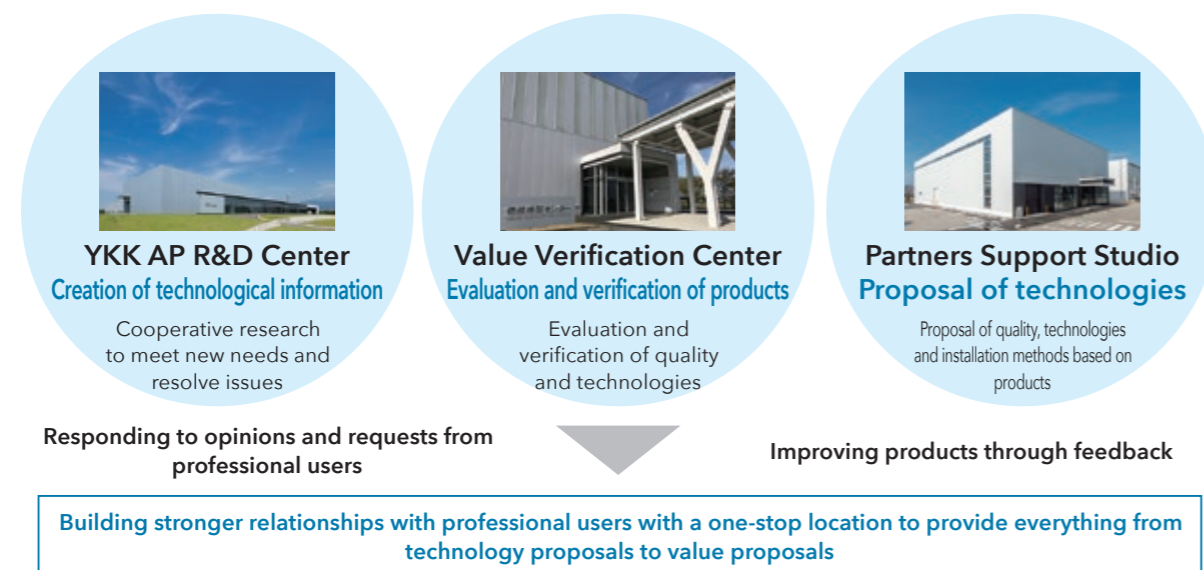 YKK AP R&D Center
Creation of technological information
Cooperative research
to meet new needs and
resolve issues
Value Verification Center
Evaluation and verification of products
Evaluation and
verification of quality
and technologies
Partners Support Studio
Proposal of technologies
Proposal of quality, technologies
and installation methods based on
products
Responding to opinions and requests from
professional users
Improving products through feedback
Building stronger relationships with professional users with a one-stop location to provide everything from
technology proposals to value proposals